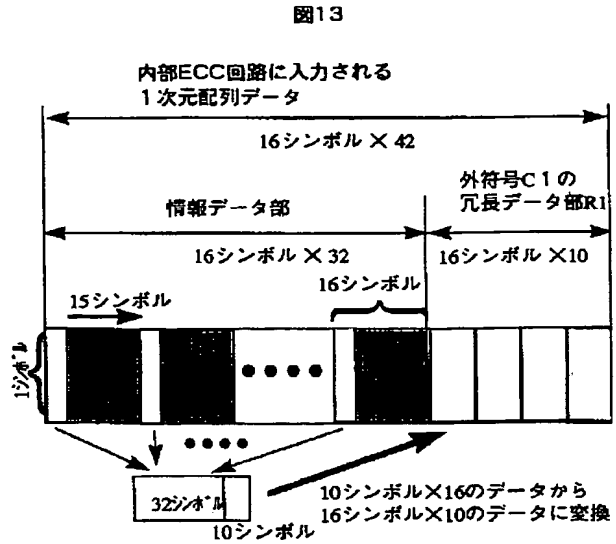 図13
内部ECC回路に入力される
1次元配列データ
16シンボル×42
情報データ部
外符号C1の
冗長データ部R1
16シンボル×32
16シンボル×10
15シンボル
16シンボル
1シンボル
32シンボル
10シンボル
10シンボル×16のデータから
16シンボル×10のデータに変換